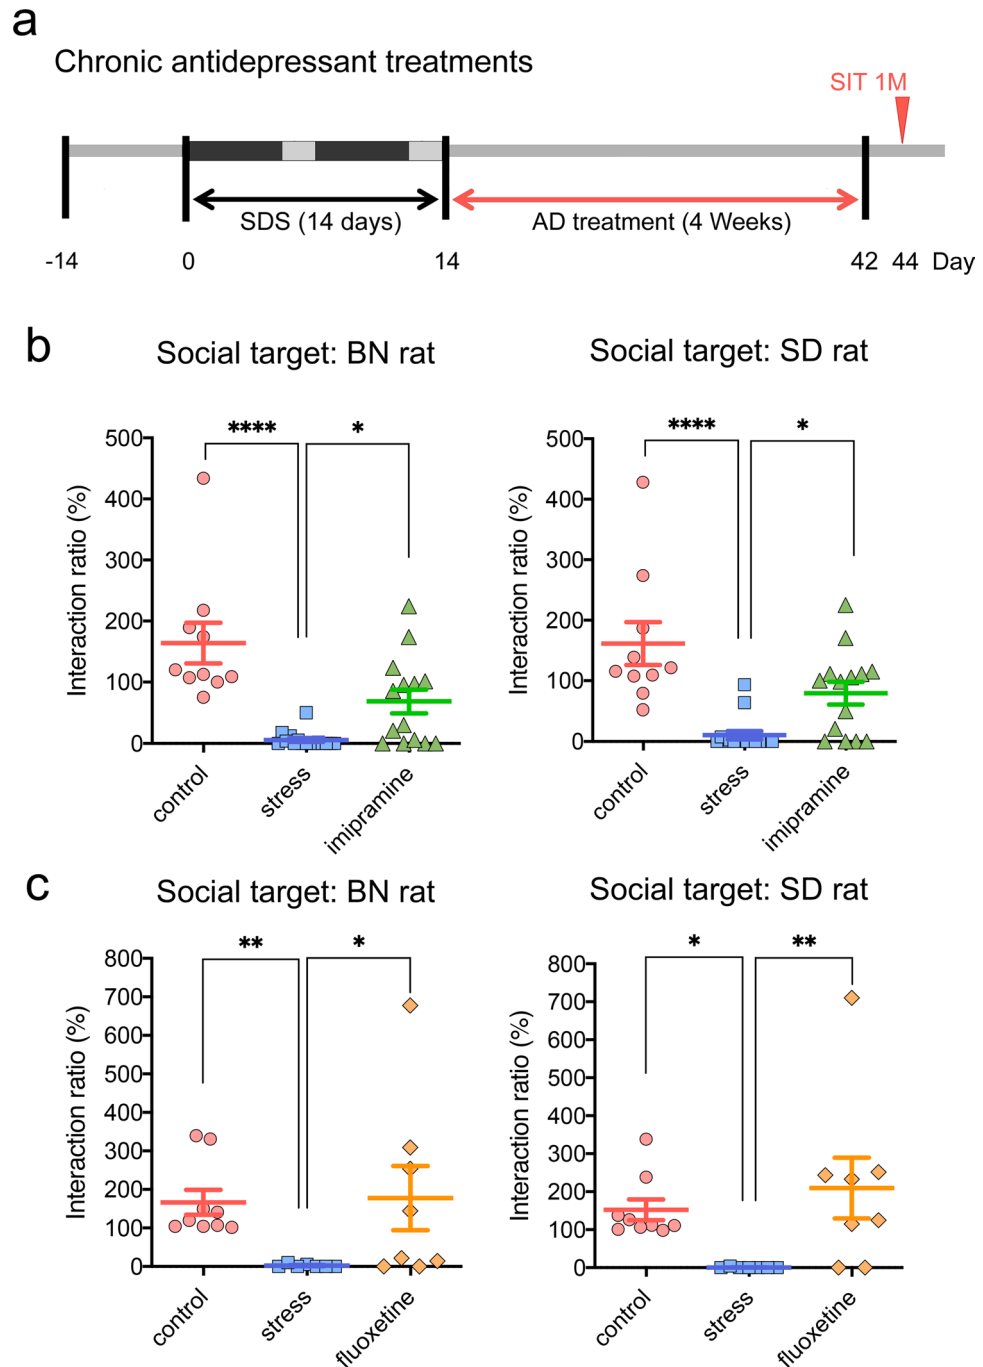 a
Chronic antidepressant treatments
SIT 1M
SDS (14 days)
AD treatment (4 Weeks)
-14 0 14 42 44 Day
b
Social target: BN rat
**** *
Interaction ratio (%)
500
400
300
200
100
0
control
stress
imipramine
Social target: SD rat
**** *
Interaction ratio (%)
500
400
300
200
100
0
control
stress
imipramine
c
Social target: BN rat
** *
Interaction ratio (%)
800
700
600
500
400
300
200
100
0
control
stress
fluoxetine
Social target: SD rat
* **
Interaction ratio (%)
800
700
600
500
400
300
200
100
0
control
stress
fluoxetine